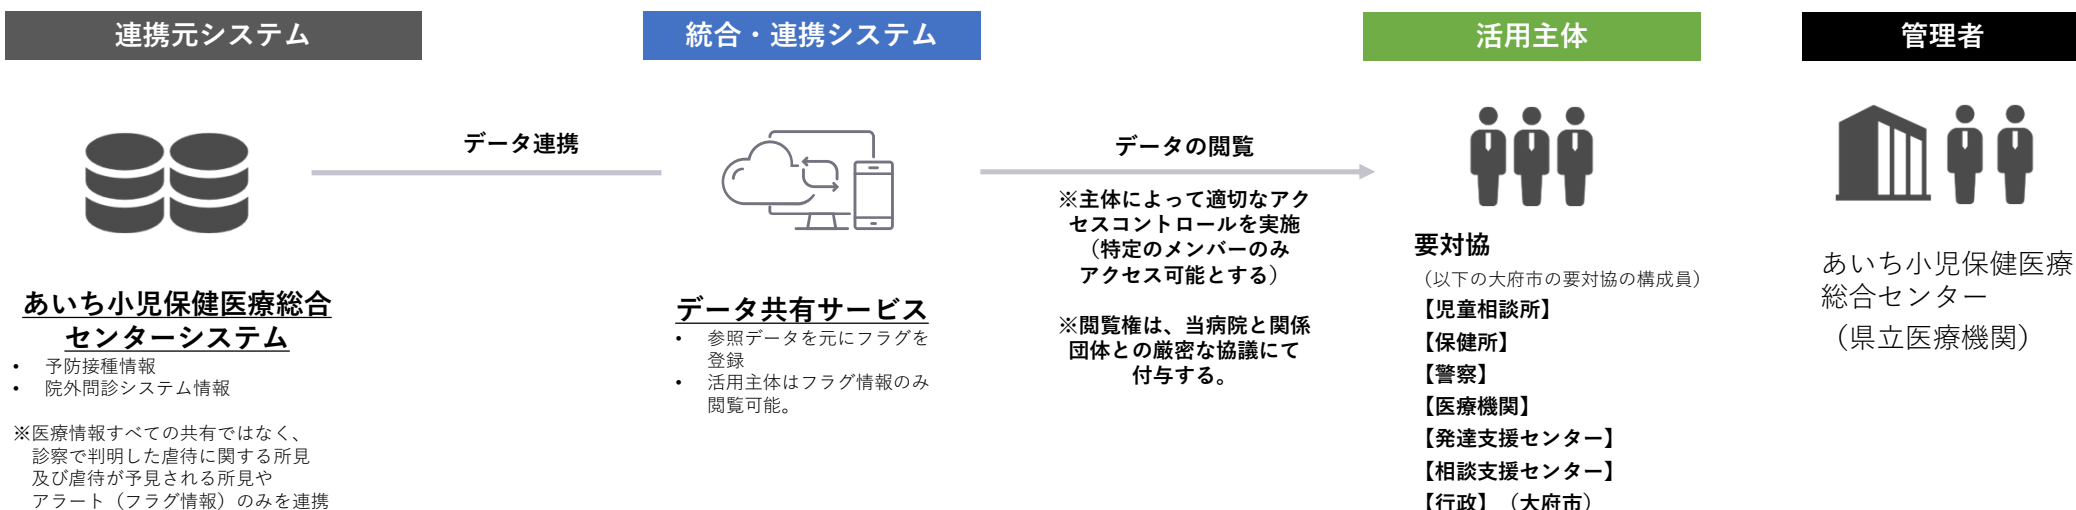 連携元システム
統合・連携システム
活用主体
管理者
データ連携
データの閲覧
※主体によって適切なアク
セスコントロールを実施
（特定のメンバーのみ
アクセス可能とする）
※閲覧権は、当病院と関係
団体との厳密な協議にて
付与する。
あいち小児保健医療総合
センターシステム
• 予防接種情報
• 院外問診システム情報
※医療情報すべての共有ではなく、
診察で判明した虐待に関する所見
及び虐待が予見される所見や
アラート（フラグ情報）のみを連携
データ共有サービス
• 参照データを元にフラグを
登録
• 活用主体はフラグ情報のみ
閲覧可能。
要対協
（以下の大府市の要対協の構成員）
【児童相談所】
【保健所】
【警察】
【医療機関】
【発達支援センター】
【相談支援センター】
【行政】（大府市）
あいち小児保健医療
総合センター
（県立医療機関）